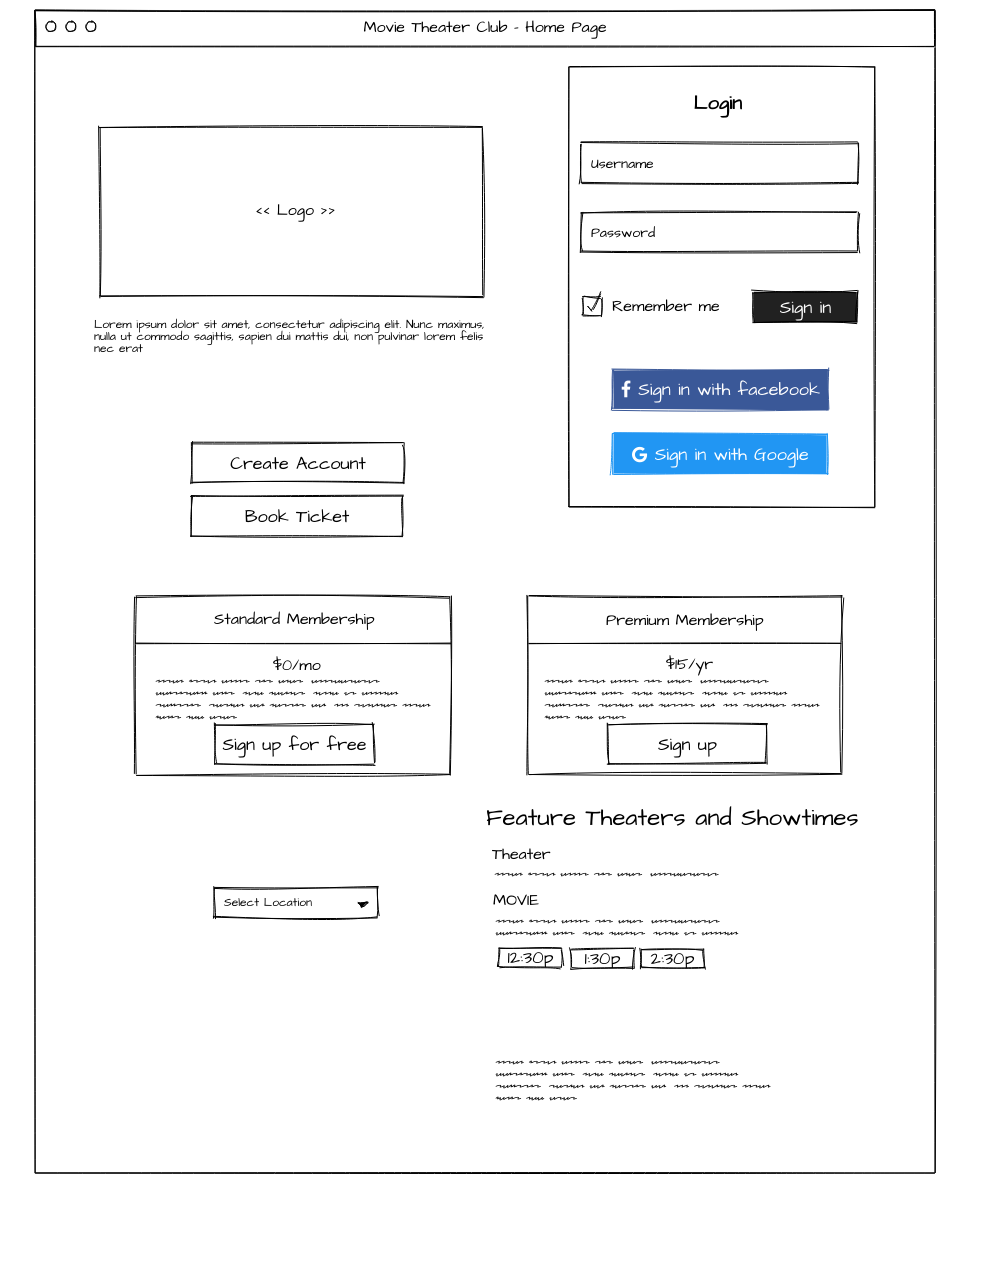 Movie Theater Club - Home Page
<< Logo >>
Lorem ipsum dolor sit amet, consectetur adipiscing elit. Nunc maximus,
nulla ut commodo sagittis, sapien dui mattis dui, non pulvinar lorem felis
nec erat
Create Account
Book Ticket
Login
Username
Password
Remember me
Sign in
Sign in with facebook
Sign in with Google
Standard Membership
$0/mo
Sign up for free
Premium Membership
$15/yr
Sign up
Select Location
Feature Theaters and Showtimes
Theater
MOVIE
12:30p 1:30p 2:30p